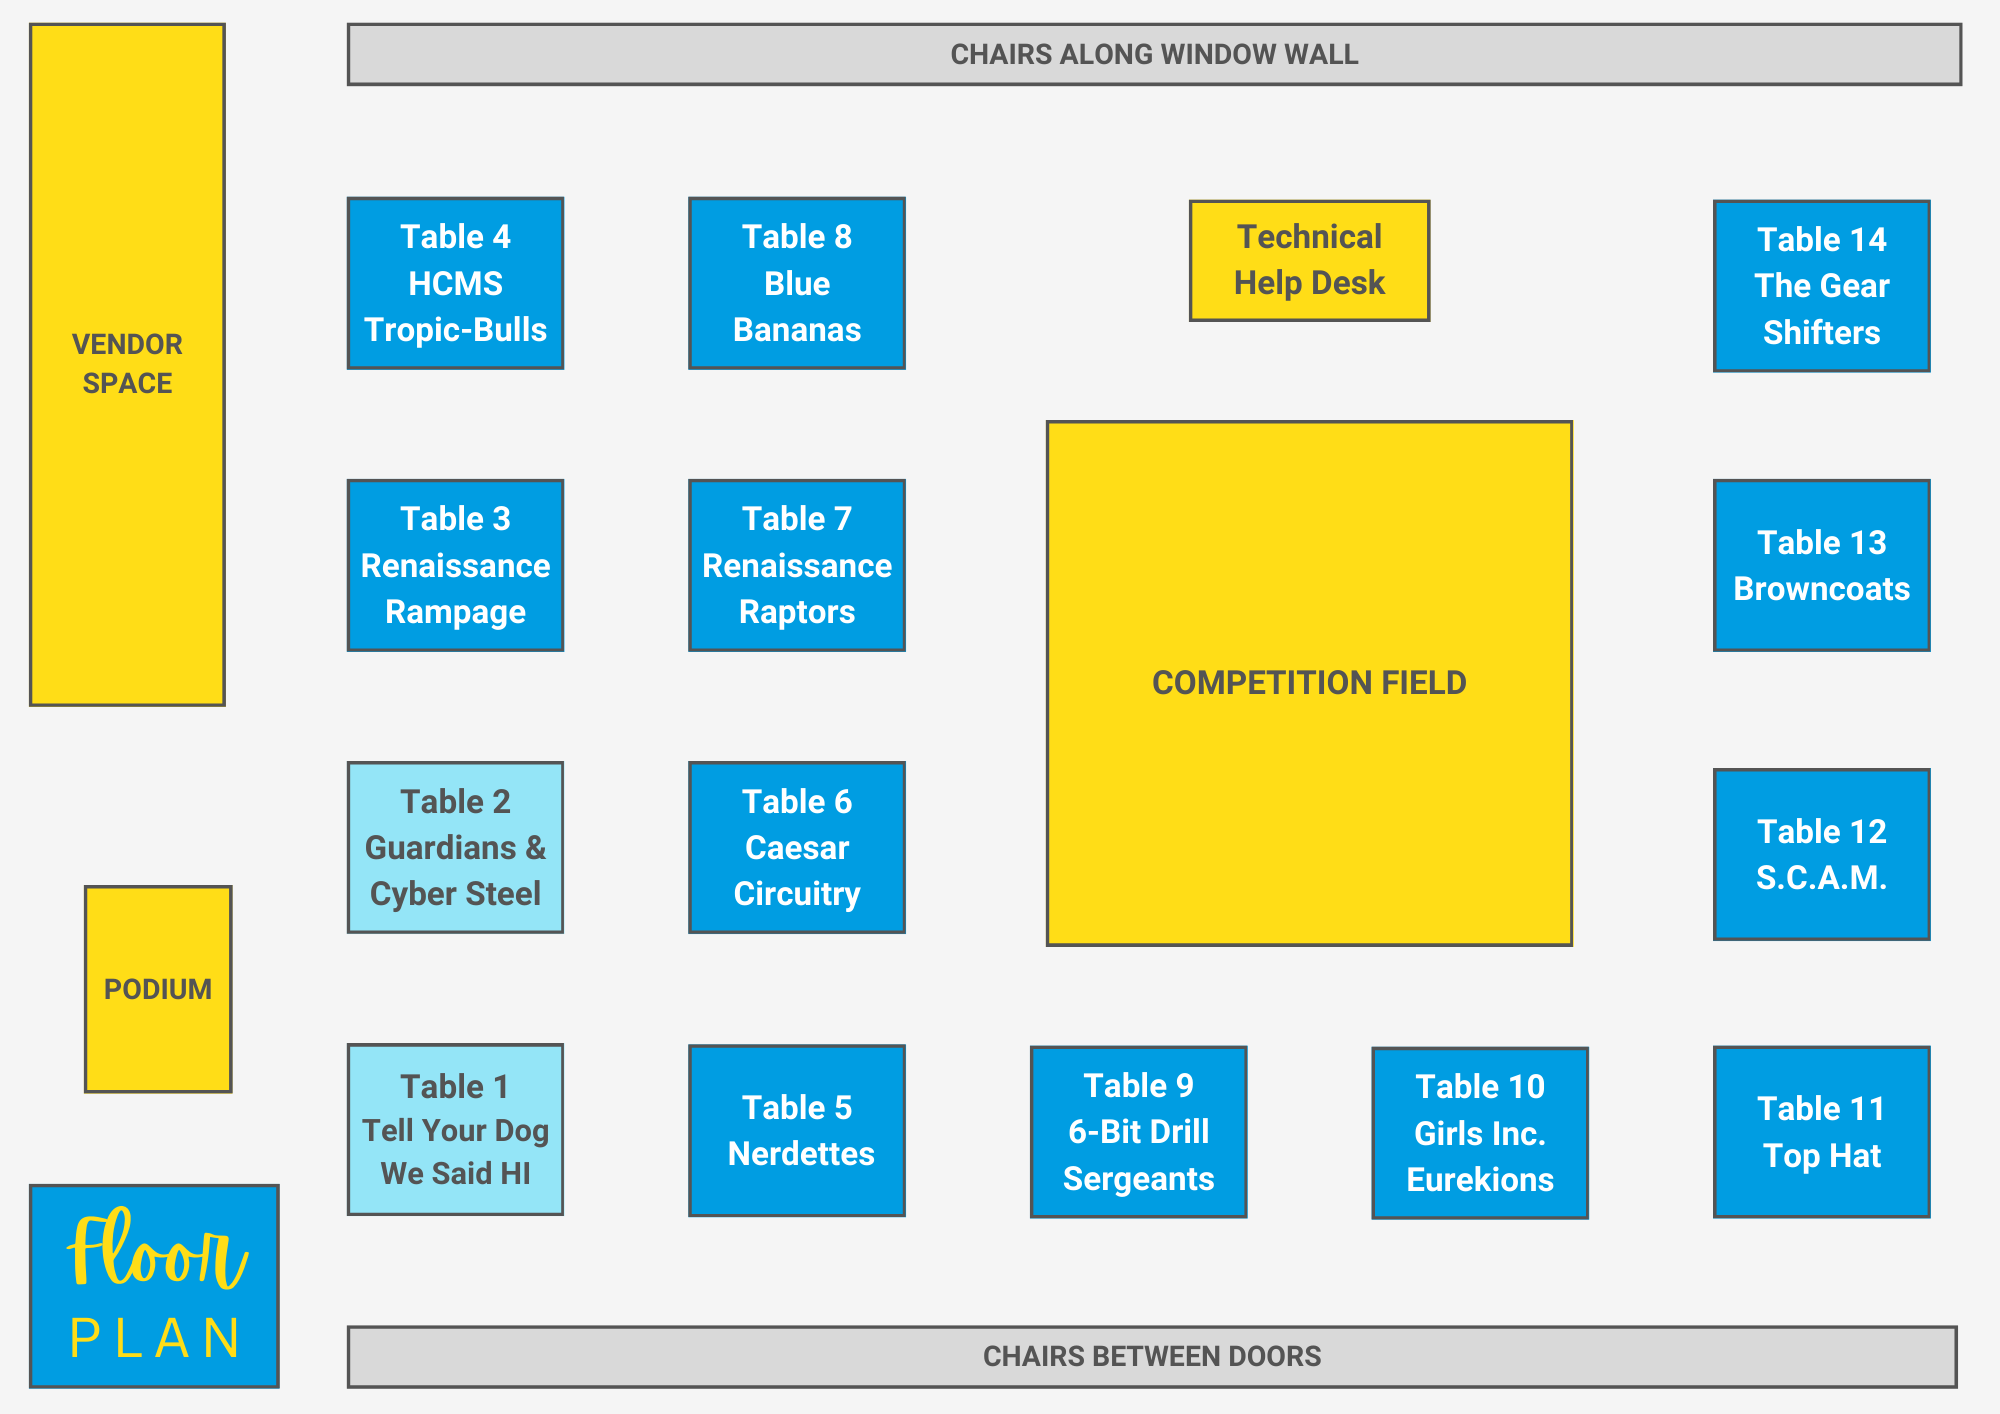 CHAIRS ALONG WINDOW WALL
VENDOR
SPACE
Table 4
HCMS
Tropic-Bulls
Table 8
Blue
Bananas
Technical
Help Desk
Table 14
The Gear
Shifters
Table 3
Renaissance
Rampage
Table 7
Renaissance
Raptors
COMPETITION FIELD
Table 13
Browncoats
Table 2
Guardians &
Cyber Steel
Table 6
Caesar
Circuitry
Table 12
S.C.A.M.
PODIUM
Table 1
Tell Your Dog
We Said HI
Table 5
Nerdettes
Table 9
6-Bit Drill
Sergeants
Table 10
Girls Inc.
Eurekions
Table 11
Top Hat
Floor
PLAN
CHAIRS BETWEEN DOORS